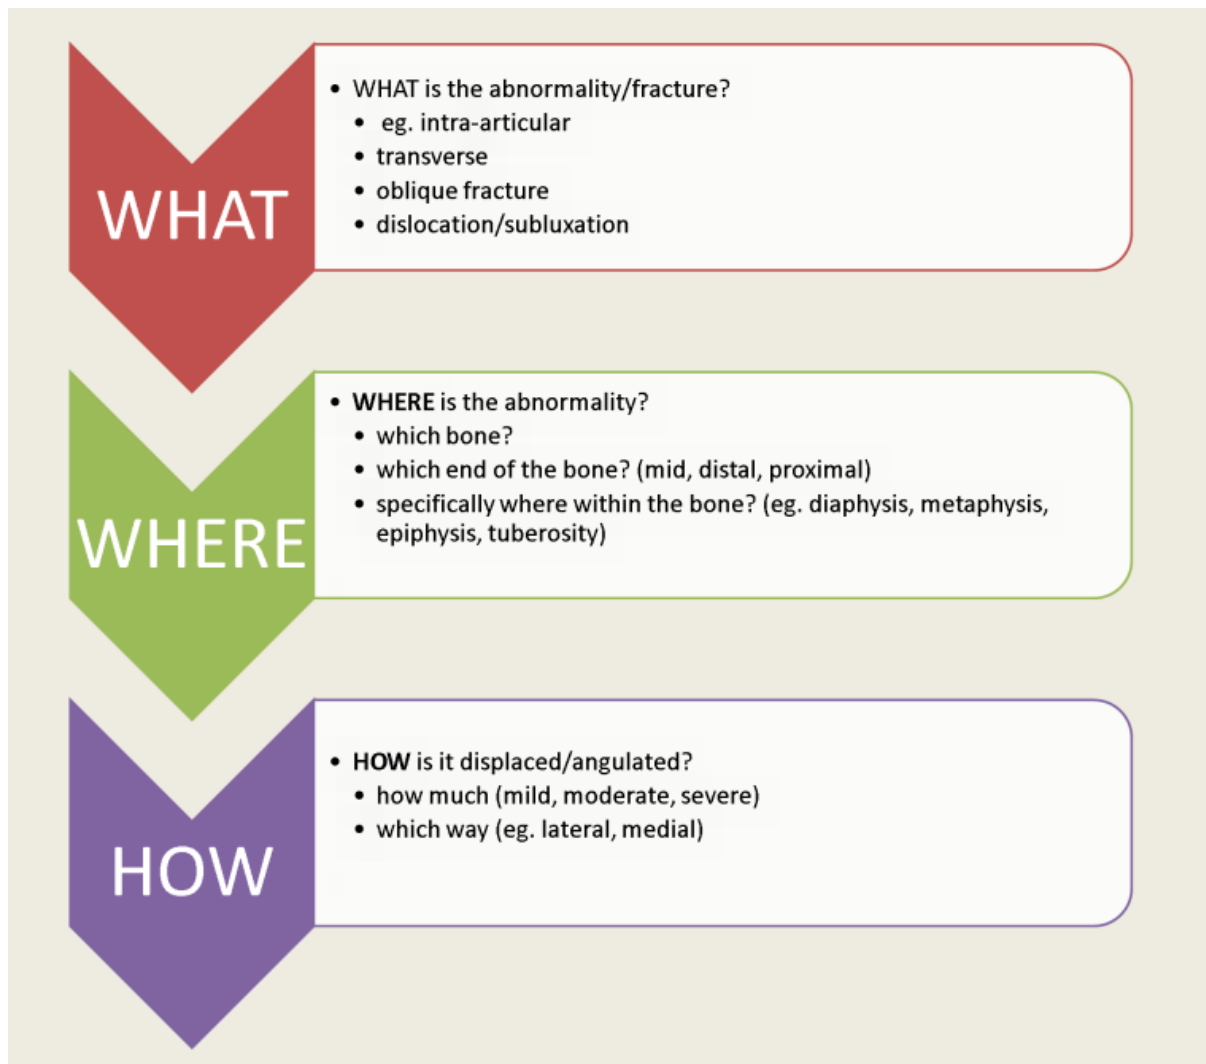 WHAT
• WHAT is the abnormality/fracture?
• eg. intra-articular
• transverse
• oblique fracture
• dislocation/subluxation
WHERE
• WHERE is the abnormality?
• which bone?
• which end of the bone? (mid, distal, proximal)
• specifically where within the bone? (eg. diaphysis, metaphysis,
epiphysis, tuberosity)
HOW
• HOW is it displaced/angulated?
• how much (mild, moderate, severe)
• which way (eg. lateral, medial)